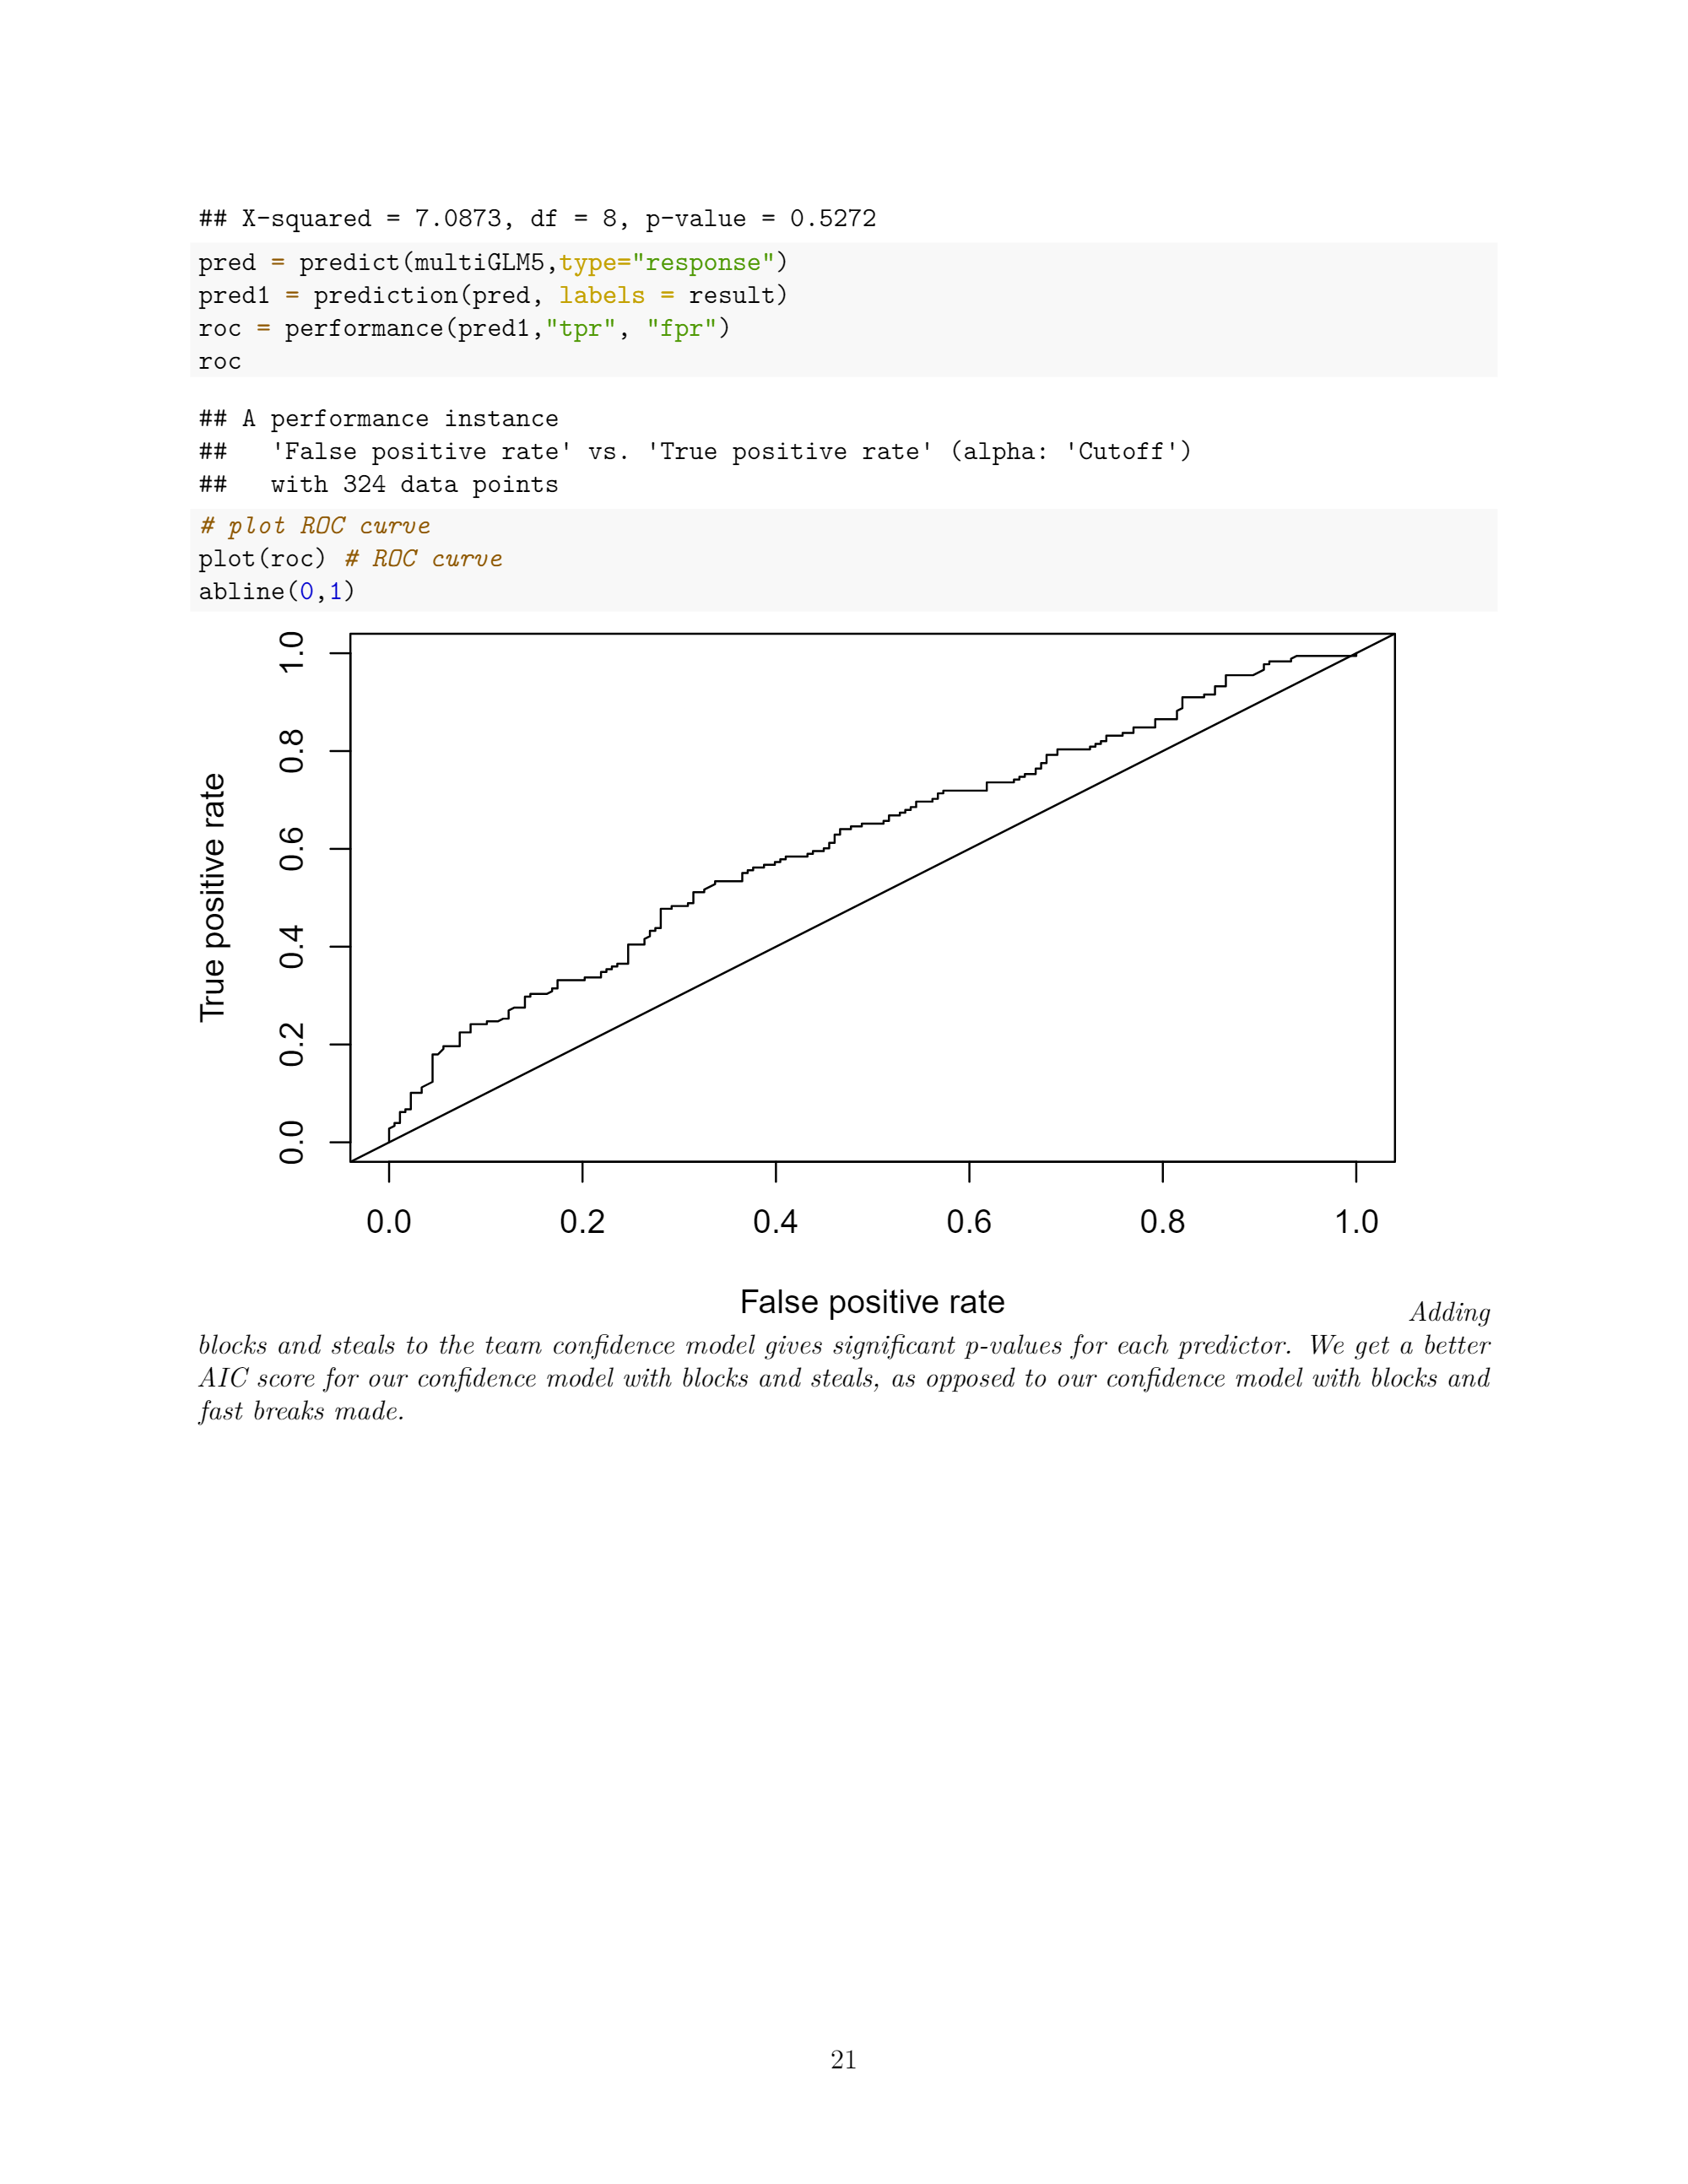 ## X-squared = 7.0873, df = 8, p-value = 0.5272
pred = predict(multiGLM5,type="response")
pred1 = prediction(pred, labels = result)
roc = performance(pred1,"tpr", "fpr")
roc
## A performance instance
##   'False positive rate' vs. 'True positive rate' (alpha: 'Cutoff')
##   with 324 data points
# plot ROC curve
plot(roc) # ROC curve
abline(0,1)
1.0
0.8
0.6
0.4
0.2
0.0
True positive rate
0.0 0.2 0.4 0.6 0.8 1.0
False positive rate
Adding
blocks and steals to the team confidence model gives significant p-values for each predictor. We get a better
AIC score for our confidence model with blocks and steals, as opposed to our confidence model with blocks and
fast breaks made.
21